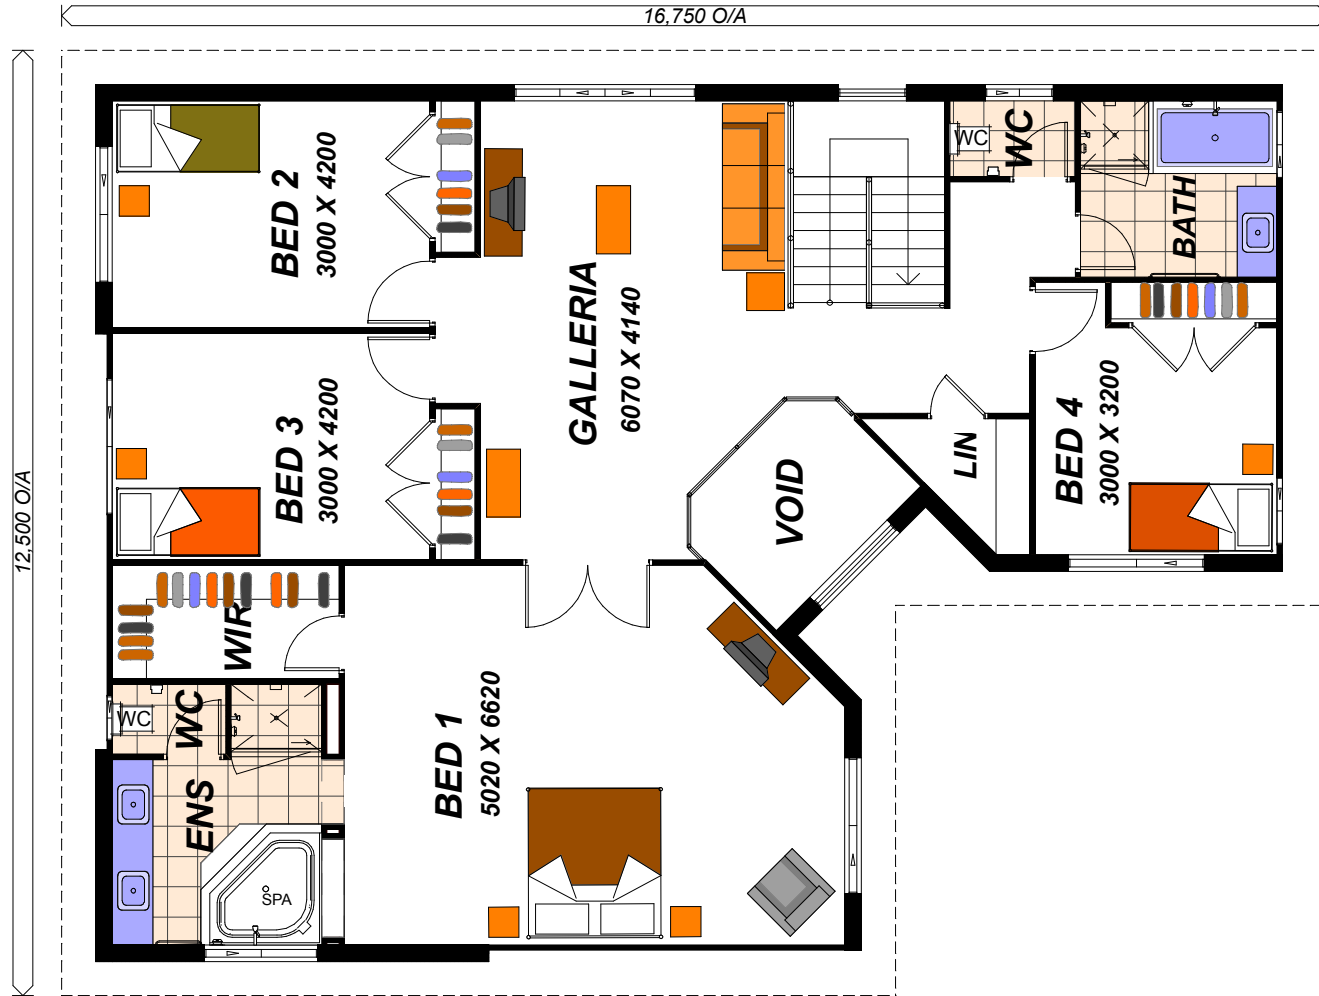 16,750 O/A
12,500 O/A
BED 2
3000 X 4200
GALLERIA
6070 X 4140
WC
WC
BATH
BED 3
3000 X 4200
VOID
LIN
BED 4
3000 X 3200
WIR
WC
WC
ENS
SPA
BED 1
5020 X 6620